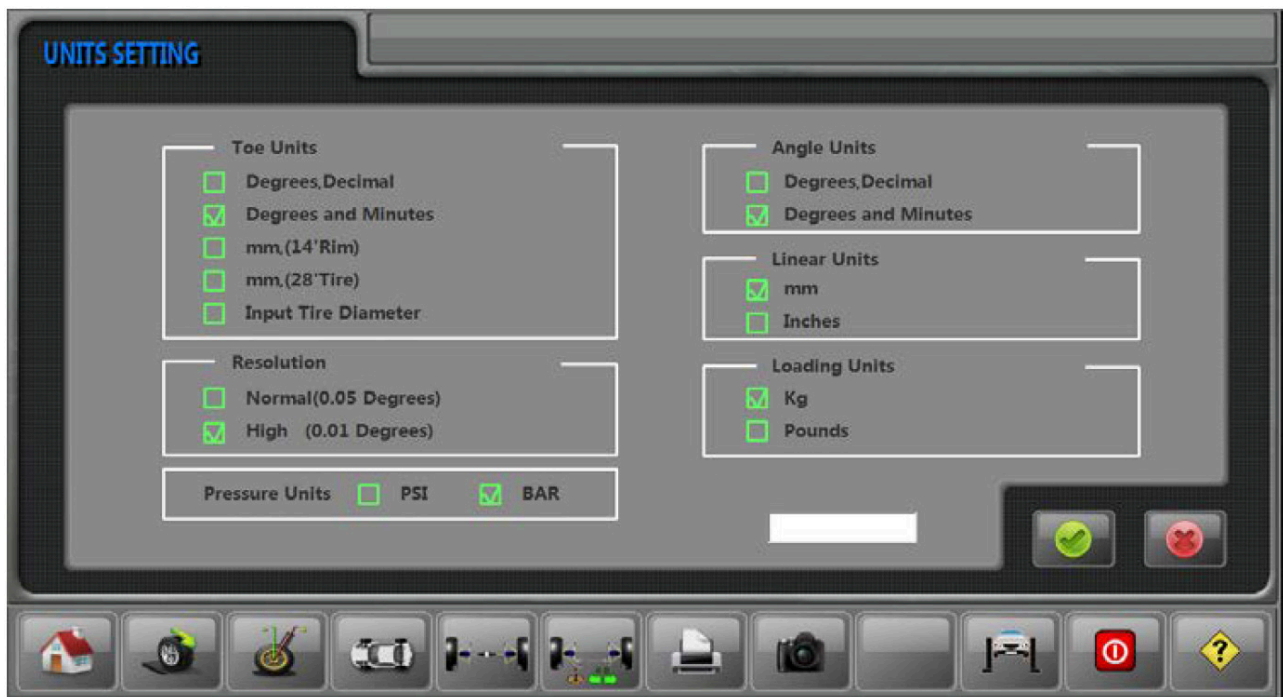 UNITS SETTING
Toe Units
Degrees,Decimal
Degrees and Minutes
mm,(14'Rim)
mm,(28'Tire)
Input Tire Diameter
Resolution
Normal(0.05 Degrees)
High (0.01 Degrees)
Pressure Units PSI BAR
Angle Units
Degrees,Decimal
Degrees and Minutes
Linear Units
mm
Inches
Loading Units
Kg
Pounds
?